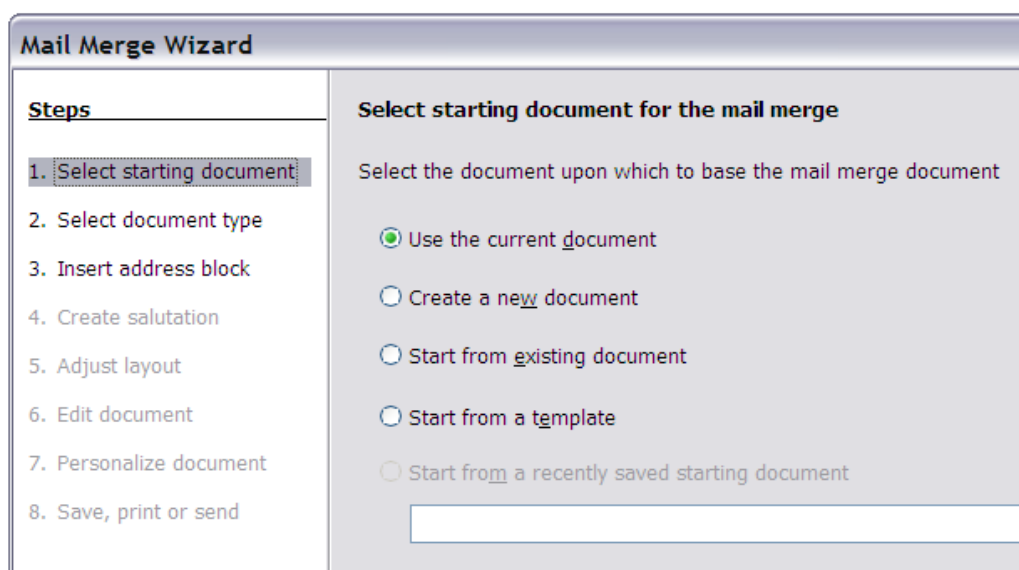 Mail Merge Wizard
Steps
1. Select starting document
2. Select document type
3. Insert address block
4. Create salutation
5. Adjust layout
6. Edit document
7. Personalize document
8. Save, print or send
Select starting document for the mail merge
Select the document upon which to base the mail merge document
Use the current document
Create a new document
Start from existing document
Start from a template
Start from a recently saved starting document